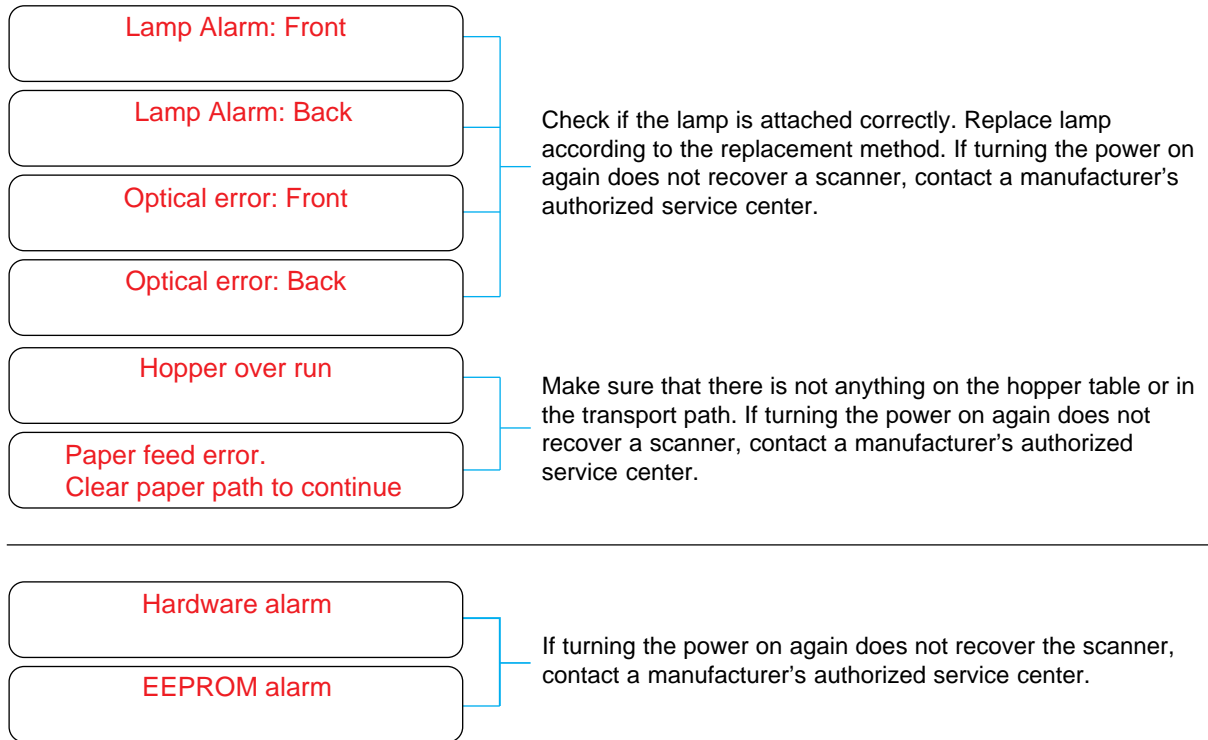 Lamp Alarm: Front
Lamp Alarm: Back
Optical error: Front
Optical error: Back
Check if the lamp is attached correctly. Replace lamp
according to the replacement method. If turning the power on
again does not recover a scanner, contact a manufacturer's
authorized service center.
Hopper over run
Paper feed error.
Clear paper path to continue
Make sure that there is not anything on the hopper table or in
the transport path. If turning the power on again does not
recover a scanner, contact a manufacturer's authorized
service center.
Hardware alarm
EEPROM alarm
If turning the power on again does not recover the scanner,
contact a manufacturer's authorized service center.